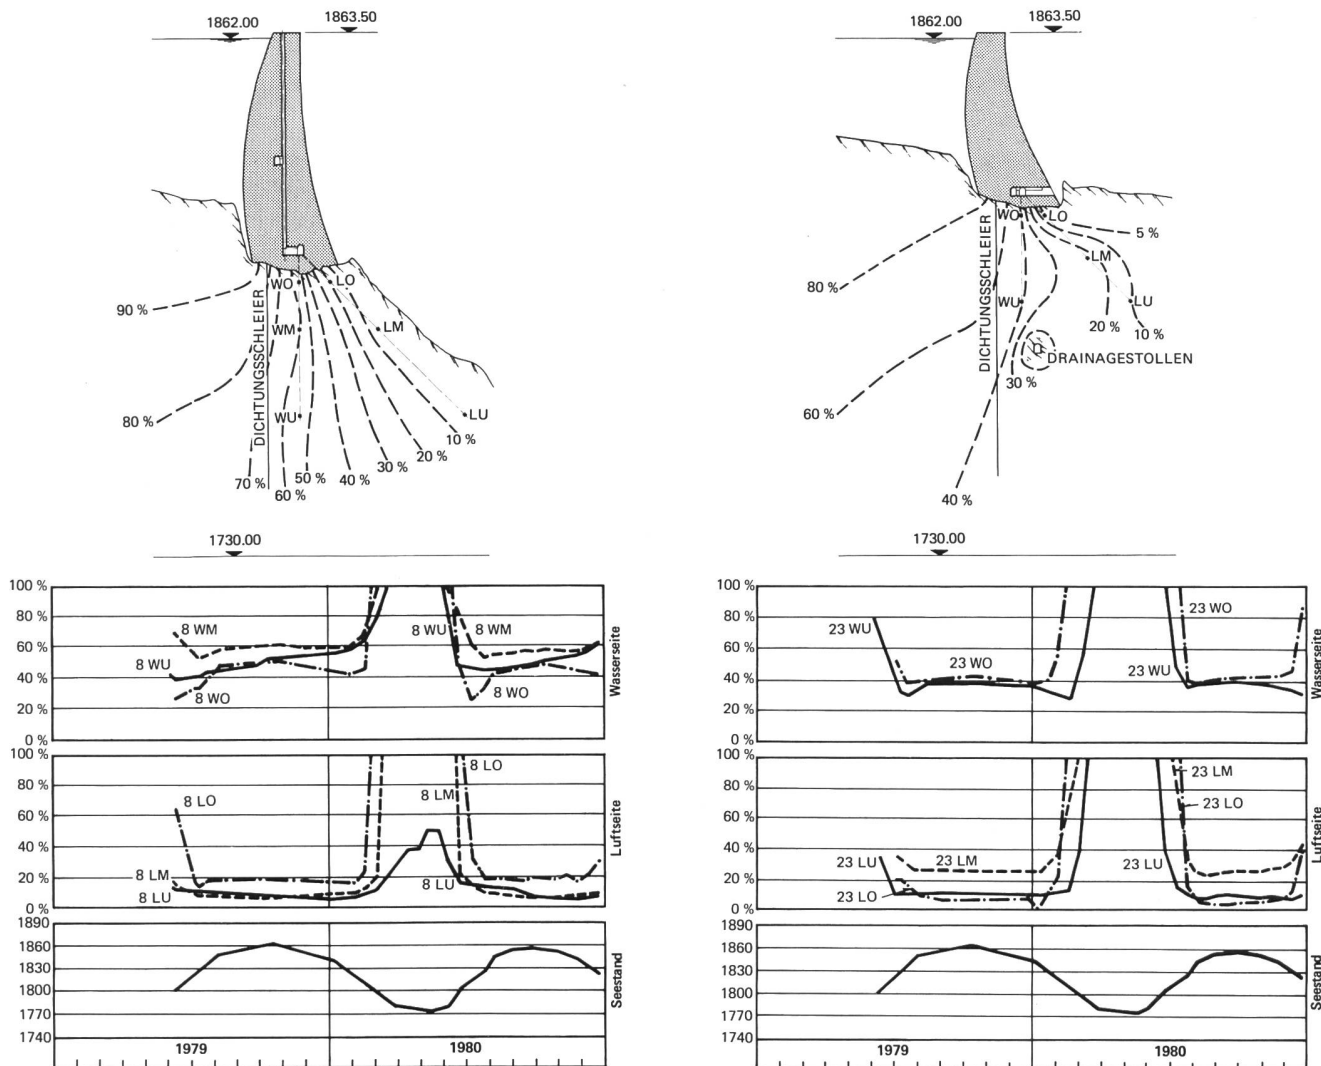 1862.00
1863.50
DICHTUNGSSCHLEIER
WO
LO
WM
LM
WU
LU
90 %
80 %
70 %
60 %
50 %
40 %
30 %
20 %
10 %
1862.00
1863.50
DICHTUNGSSCHLEIER
WO
LO
5 %
LM
WU
LU
80 %
20 %
10 %
DRAINAGESTOLLEN
30 %
60 %
40 %
1730.00
100 %
80 %
60 %
40 %
20 %
0 %
8 WM
8 WU
8 WO
8 WU
8 WM
8 WO
Wasserseite
100 %
80 %
60 %
40 %
20 %
0 %
8 LO
8 LM
8 LU
8 LO
8 LM
8 LU
Luftseite
1890
1860
1830
1800
1770
1740
Seestand
1979
1980
1730.00
100 %
80 %
60 %
40 %
20 %
0 %
23 WU
23 WO
23 WO
23 WU
Wasserseite
100 %
80 %
60 %
40 %
20 %
0 %
23 LU
23 LM
23 LO
23 LM
23 LO
23 LU
Luftseite
1890
1860
1830
1800
1770
1740
Seestand
1979
1980